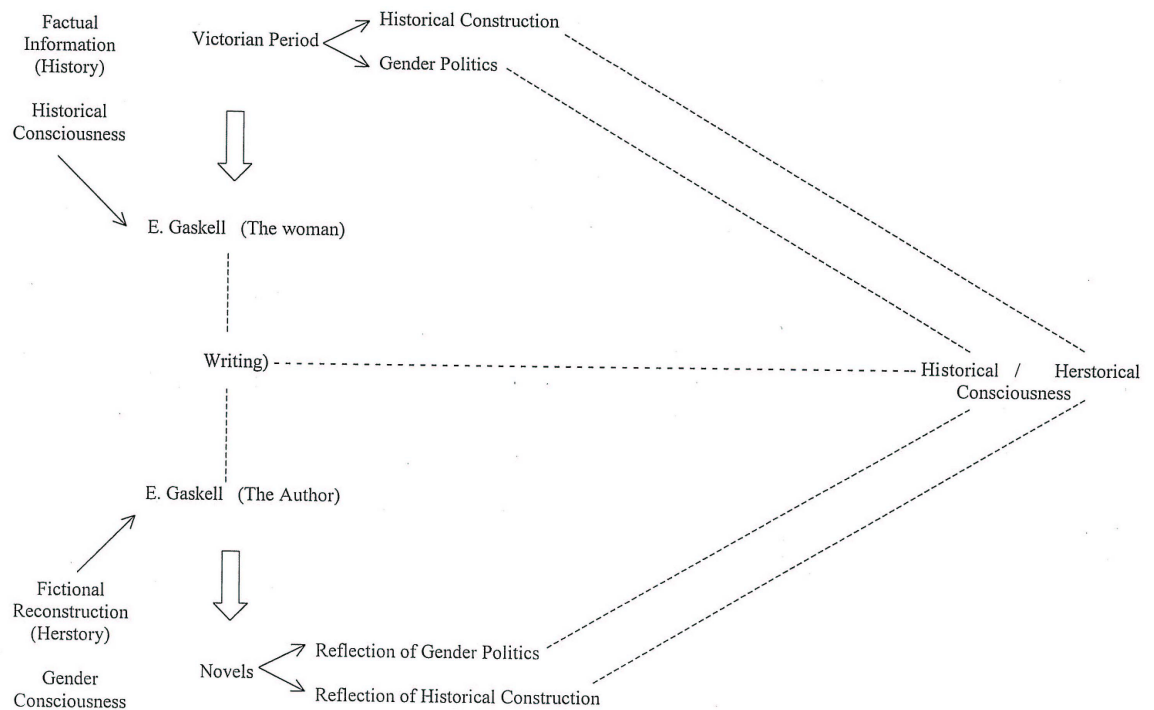 Factual
Information
(History)
Historical
Consciousness
Victorian Period
Historical Construction
Gender Politics
E. Gaskell (The woman)
Writing)
Historical / Herstorical
Consciousness
E. Gaskell (The Author)
Fictional
Reconstruction
(Herstory)
Gender
Consciousness
Novels
Reflection of Gender Politics
Reflection of Historical Construction